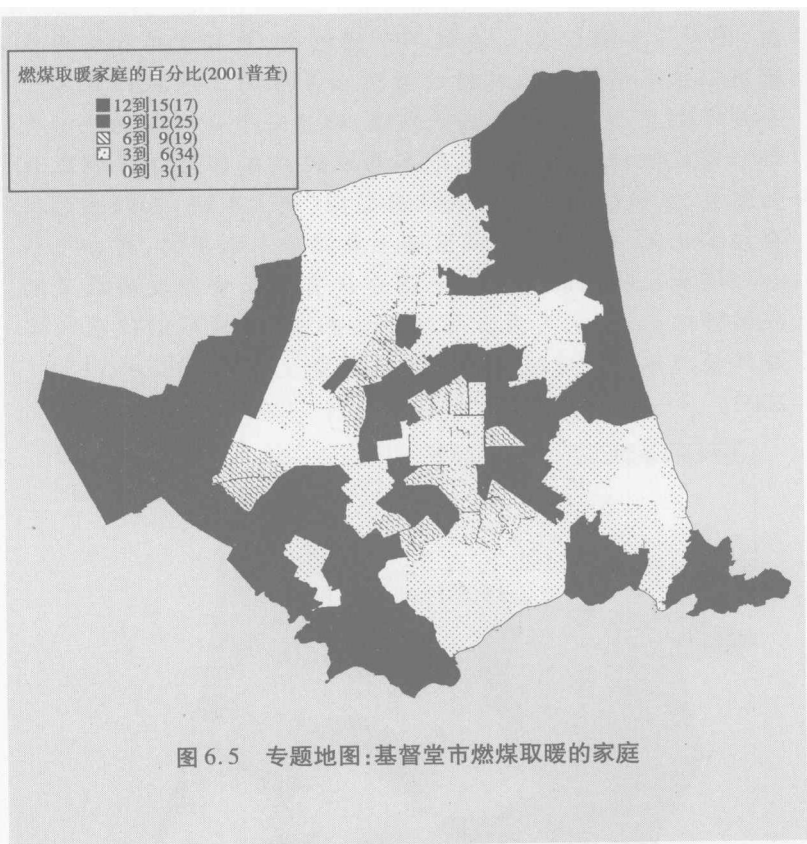 燃煤取暖家庭的百分比(2001普查)
12到15(17)
9到12(25)
6到 9(19)
3到 6(34)
0到 3(11)
图6.5 专题地图:基督堂市燃煤取暖的家庭